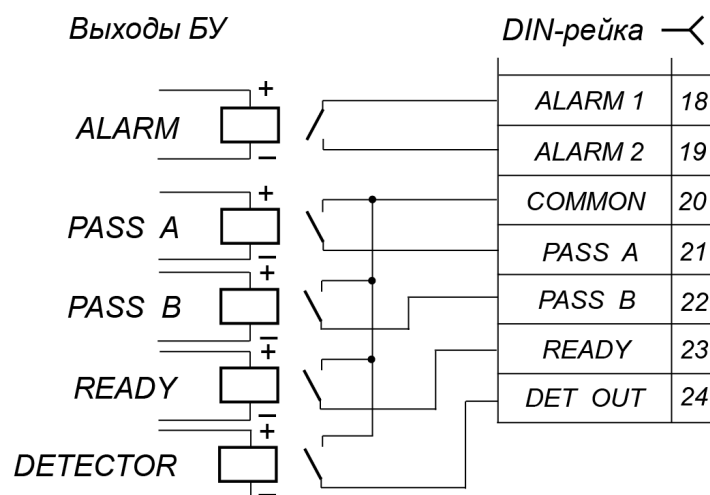 Выходы БУ
DIN-рейка
ALARM
+
−
PASS A
+
−
PASS B
+
−
READY
+
−
DETECTOR
+
−
ALARM 1 18
ALARM 2 19
COMMON 20
PASS A 21
PASS B 22
READY 23
DET OUT 24